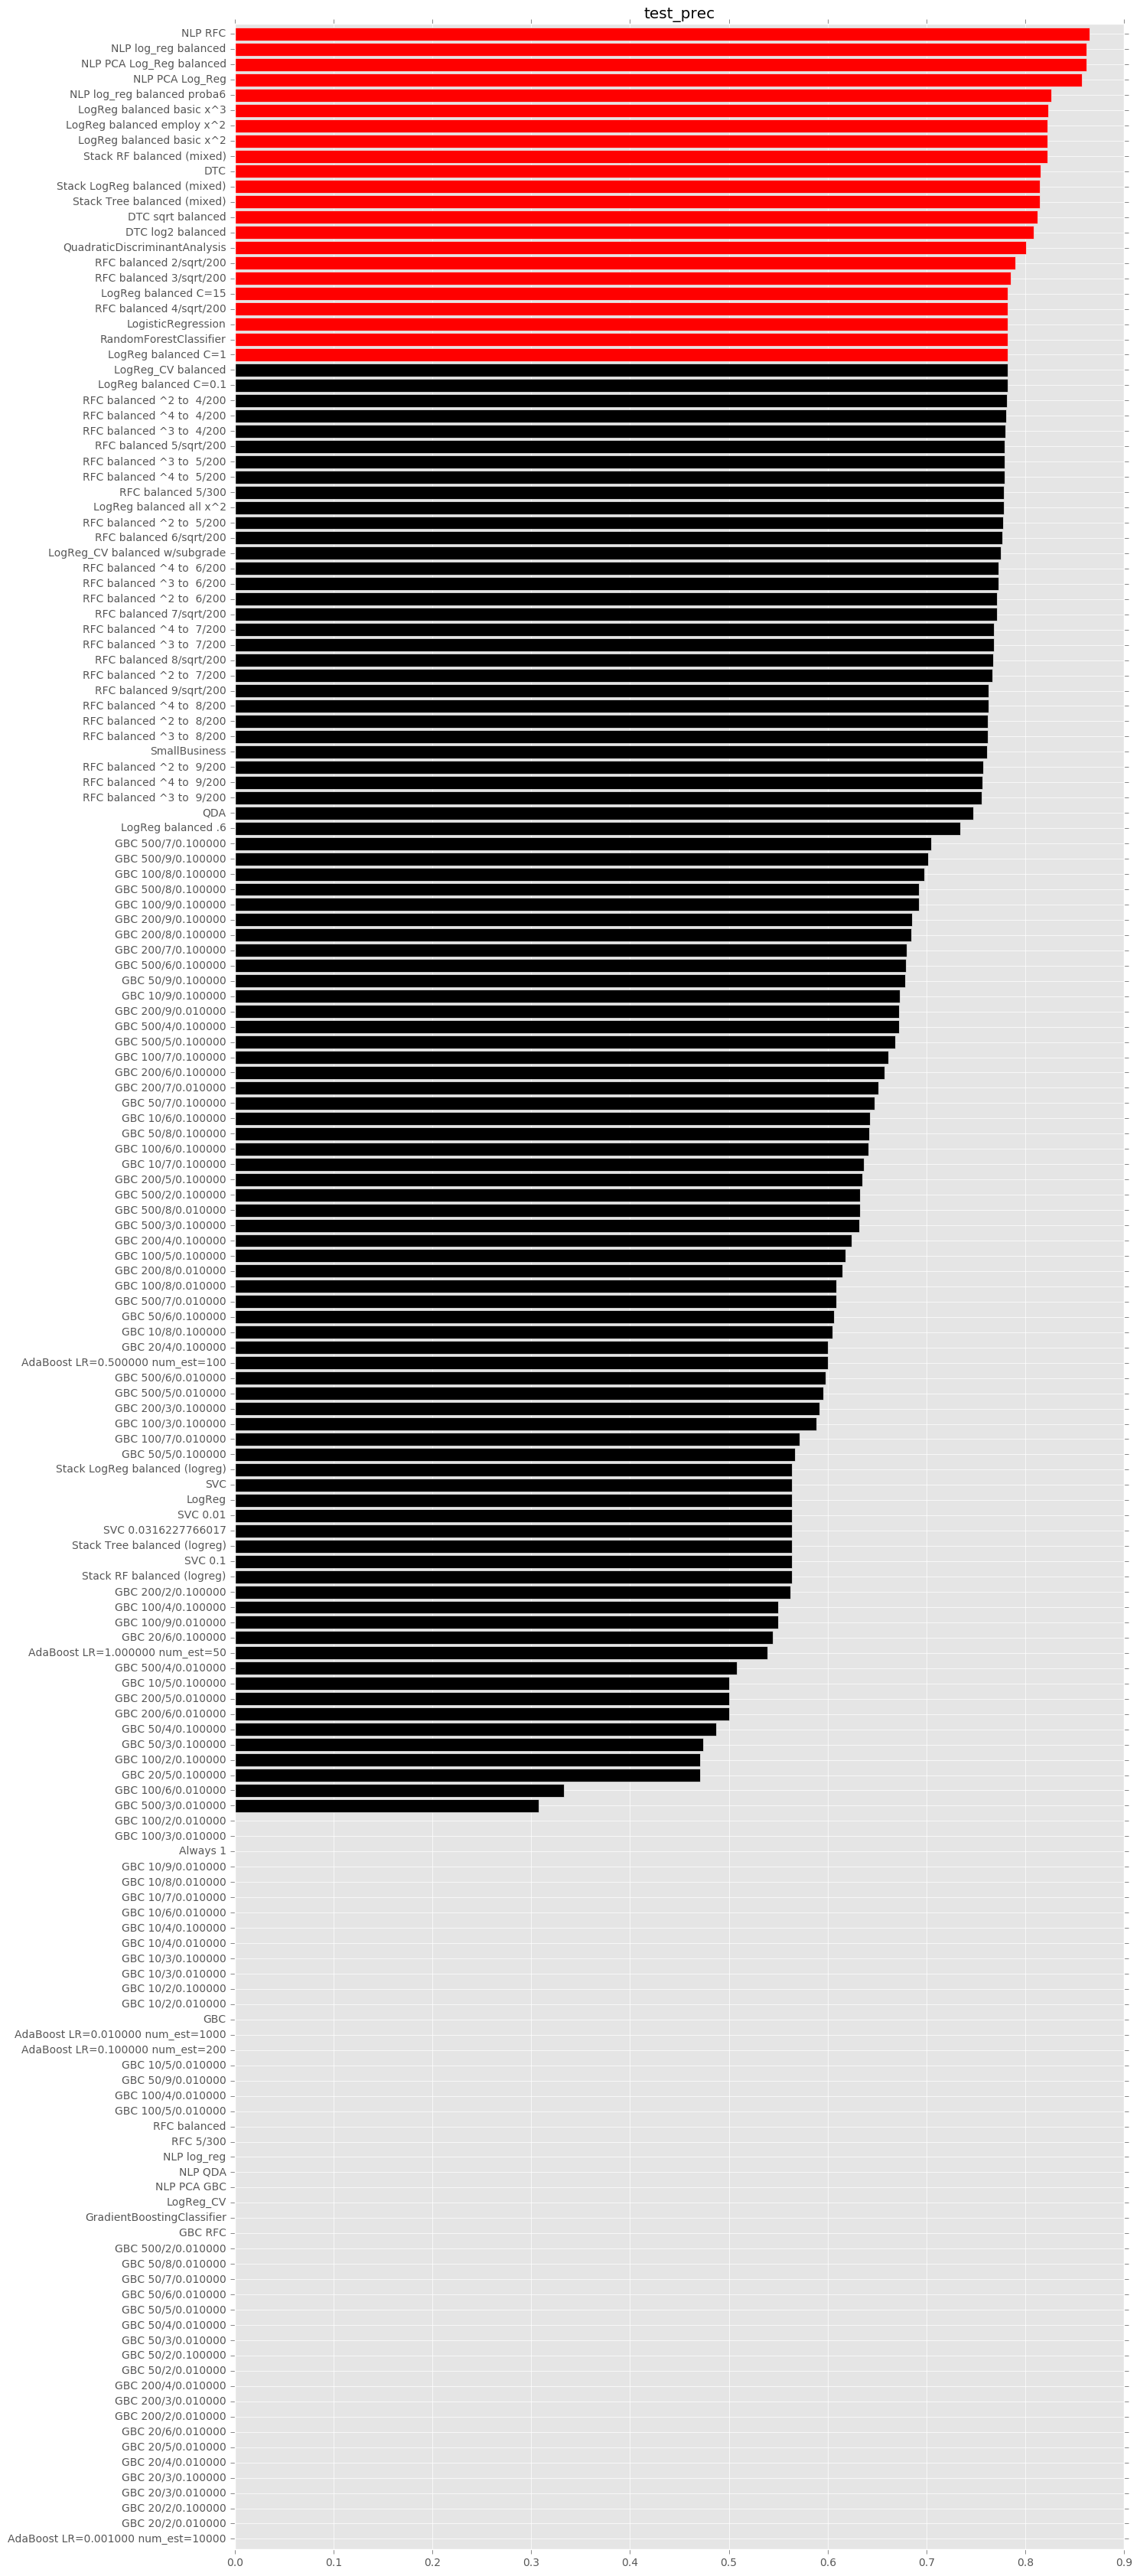 test_prec
NLP RFC
NLP log_reg balanced
NLP PCA Log_Reg balanced
NLP PCA Log_Reg
NLP log_reg balanced proba6
LogReg balanced basic x^3
LogReg balanced employ x^2
LogReg balanced basic x^2
Stack RF balanced (mixed)
DTC
Stack LogReg balanced (mixed)
Stack Tree balanced (mixed)
DTC sqrt balanced
DTC log2 balanced
QuadraticDiscriminantAnalysis
RFC balanced 2/sqrt/200
RFC balanced 3/sqrt/200
LogReg balanced C=15
RFC balanced 4/sqrt/200
LogisticRegression
RandomForestClassifier
LogReg balanced C=1
LogReg_CV balanced
LogReg balanced C=0.1
RFC balanced ^2 to  4/200
RFC balanced ^4 to  4/200
RFC balanced ^3 to  4/200
RFC balanced 5/sqrt/200
RFC balanced ^3 to  5/200
RFC balanced ^4 to  5/200
RFC balanced 5/300
LogReg balanced all x^2
RFC balanced ^2 to  5/200
RFC balanced 6/sqrt/200
LogReg_CV balanced w/subgrade
RFC balanced ^4 to  6/200
RFC balanced ^3 to  6/200
RFC balanced ^2 to  6/200
RFC balanced 7/sqrt/200
RFC balanced ^4 to  7/200
RFC balanced ^3 to  7/200
RFC balanced 8/sqrt/200
RFC balanced ^2 to  7/200
RFC balanced 9/sqrt/200
RFC balanced ^4 to  8/200
RFC balanced ^2 to  8/200
RFC balanced ^3 to  8/200
SmallBusiness
RFC balanced ^2 to  9/200
RFC balanced ^4 to  9/200
RFC balanced ^3 to  9/200
QDA
LogReg balanced .6
GBC 500/7/0.100000
GBC 500/9/0.100000
GBC 100/8/0.100000
GBC 500/8/0.100000
GBC 100/9/0.100000
GBC 200/9/0.100000
GBC 200/8/0.100000
GBC 200/7/0.100000
GBC 500/6/0.100000
GBC 50/9/0.100000
GBC 10/9/0.100000
GBC 200/9/0.010000
GBC 500/4/0.100000
GBC 500/5/0.100000
GBC 100/7/0.100000
GBC 200/6/0.100000
GBC 200/7/0.010000
GBC 50/7/0.100000
GBC 10/6/0.100000
GBC 50/8/0.100000
GBC 100/6/0.100000
GBC 10/7/0.100000
GBC 200/5/0.100000
GBC 500/2/0.100000
GBC 500/8/0.010000
GBC 500/3/0.100000
GBC 200/4/0.100000
GBC 100/5/0.100000
GBC 200/8/0.010000
GBC 100/8/0.010000
GBC 500/7/0.010000
GBC 50/6/0.100000
GBC 10/8/0.100000
GBC 20/4/0.100000
AdaBoost LR=0.500000 num_est=100
GBC 500/6/0.010000
GBC 500/5/0.010000
GBC 200/3/0.100000
GBC 100/3/0.100000
GBC 100/7/0.010000
GBC 50/5/0.100000
Stack LogReg balanced (logreg)
SVC
LogReg
SVC 0.01
SVC 0.0316227766017
Stack Tree balanced (logreg)
SVC 0.1
Stack RF balanced (logreg)
GBC 200/2/0.100000
GBC 100/4/0.100000
GBC 100/9/0.010000
GBC 20/6/0.100000
AdaBoost LR=1.000000 num_est=50
GBC 500/4/0.010000
GBC 10/5/0.100000
GBC 200/5/0.010000
GBC 200/6/0.010000
GBC 50/4/0.100000
GBC 50/3/0.100000
GBC 100/2/0.100000
GBC 20/5/0.100000
GBC 100/6/0.010000
GBC 500/3/0.010000
GBC 100/2/0.010000
GBC 100/3/0.010000
Always 1
GBC 10/9/0.010000
GBC 10/8/0.010000
GBC 10/7/0.010000
GBC 10/6/0.010000
GBC 10/4/0.100000
GBC 10/4/0.010000
GBC 10/3/0.100000
GBC 10/3/0.010000
GBC 10/2/0.100000
GBC 10/2/0.010000
GBC
AdaBoost LR=0.010000 num_est=1000
AdaBoost LR=0.100000 num_est=200
GBC 10/5/0.010000
GBC 50/9/0.010000
GBC 100/4/0.010000
GBC 100/5/0.010000
RFC balanced
RFC 5/300
NLP log_reg
NLP QDA
NLP PCA GBC
LogReg_CV
GradientBoostingClassifier
GBC RFC
GBC 500/2/0.010000
GBC 50/8/0.010000
GBC 50/7/0.010000
GBC 50/6/0.010000
GBC 50/5/0.010000
GBC 50/4/0.010000
GBC 50/3/0.010000
GBC 50/2/0.100000
GBC 50/2/0.010000
GBC 200/4/0.010000
GBC 200/3/0.010000
GBC 200/2/0.010000
GBC 20/6/0.010000
GBC 20/5/0.010000
GBC 20/4/0.010000
GBC 20/3/0.100000
GBC 20/3/0.010000
GBC 20/2/0.100000
GBC 20/2/0.010000
AdaBoost LR=0.001000 num_est=10000
0.0 0.1 0.2 0.3 0.4 0.5 0.6 0.7 0.8 0.9